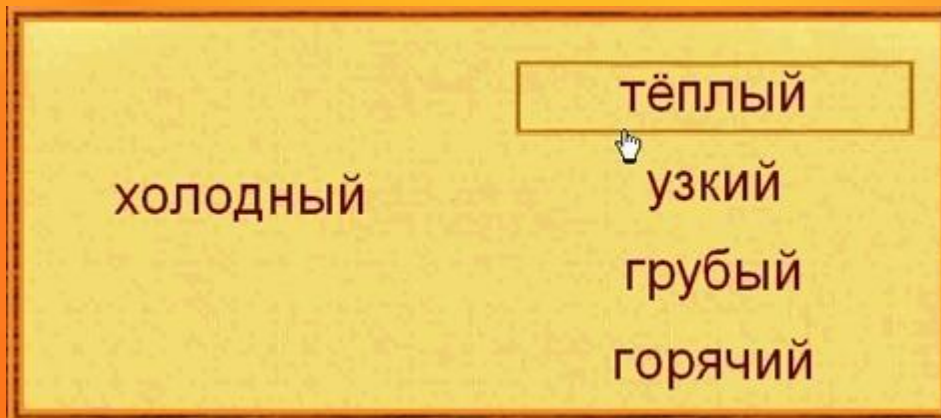 холодный
тёплый
узкий
грубый
горячий